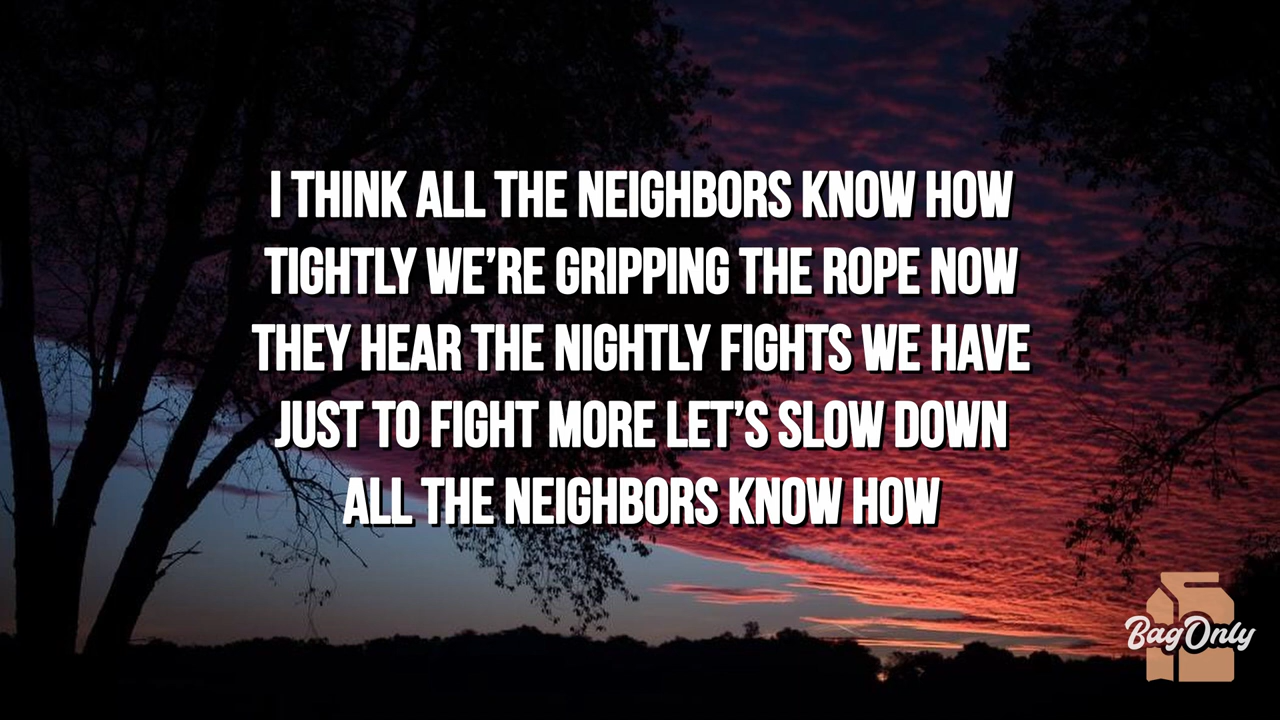 I THINK ALL THE NEIGHBORS KNOW HOW
TIGHTLY WE’RE GRIPPING THE ROPE NOW
THEY HEAR THE NIGHTLY FIGHTS WE HAVE
JUST TO FIGHT MORE LET’S SLOW DOWN
ALL THE NEIGHBORS KNOW HOW
BagOnly